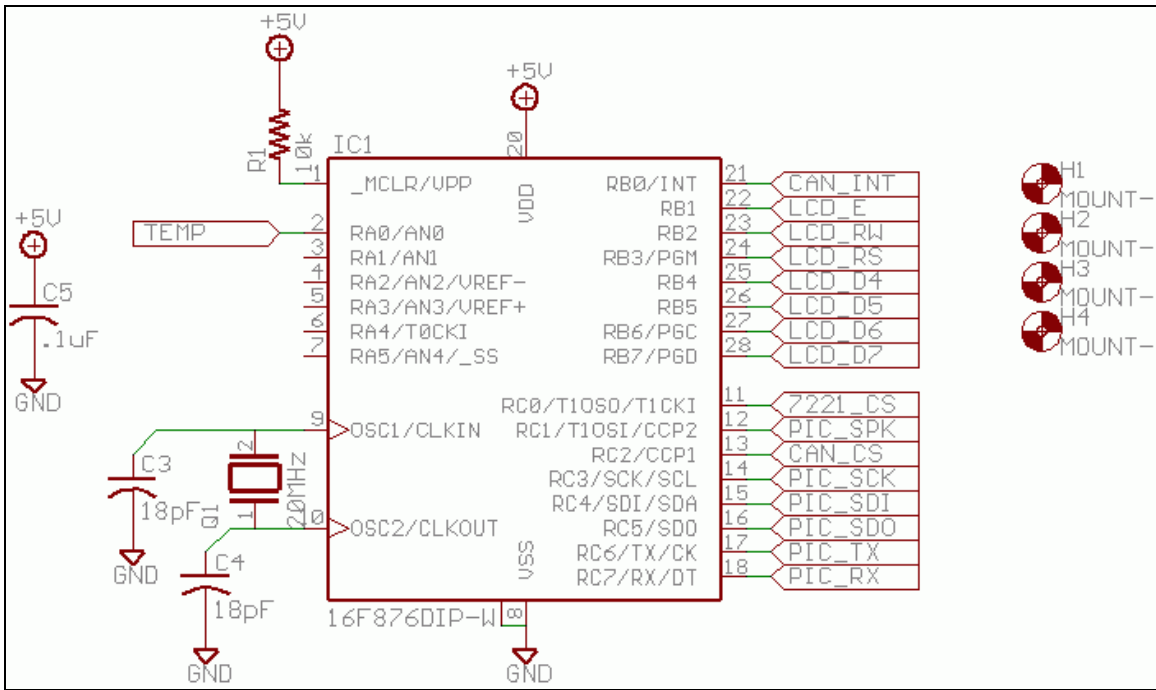 +5V
R1
10k
+5V
IC1
20
VDD
1
_MCLR/VPP
TEMP
2
RA0/AN0
3
RA1/AN1
4
RA2/AN2/VREF-
5
RA3/AN3/VREF+
6
RA4/T0CKI
7
RA5/AN4/_SS
9
OSC1/CLKIN
10
OSC2/CLKOUT
RB0/INT
21
CAN_INT
RB1
22
LCD_E
RB2
23
LCD_RW
RB3/PGM
24
LCD_RS
RB4
25
LCD_D4
RB5
26
LCD_D5
RB6/PGC
27
LCD_D6
RB7/PGD
28
LCD_D7
RC0/T1OSO/T1CKI
11
7221_CS
RC1/T1OSI/CCP2
12
PIC_SPK
RC2/CCP1
13
CAN_CS
RC3/SCK/SCL
14
PIC_SCK
RC4/SDI/SDA
15
PIC_SDI
RC5/SDO
16
PIC_SDO
RC6/TX/CK
17
PIC_TX
RC7/RX/DT
18
PIC_RX
VSS
8
16F876DIP-W
GND
+5V
C5
.1uF
GND
C3
18pF
GND
2
Q1
1
20MHz
C4
18pF
GND
H1
MOUNT-
H2
MOUNT-
H3
MOUNT-
H4
MOUNT-